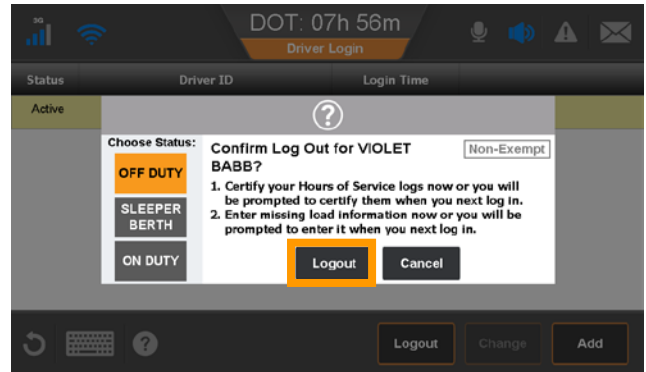 3G
DOT: 07h 56m
Driver Login
Status Driver ID Login Time
Active
?
Choose Status:
OFF DUTY
SLEEPER
BERTH
ON DUTY
Confirm Log Out for VIOLET
BABB?
Non-Exempt
1. Certify your Hours of Service logs now or you will
be prompted to certify them when you next log in.
2. Enter missing load information now or you will be
prompted to enter it when you next log in.
Logout Cancel
? Logout Change Add